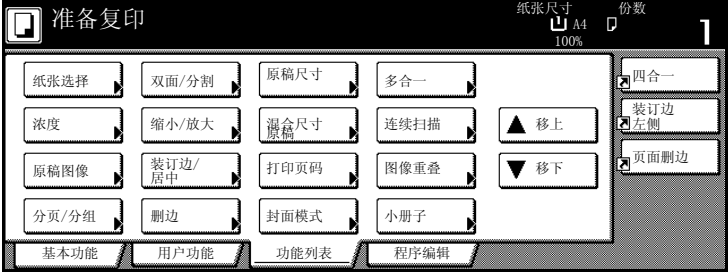 准备复印
纸张尺寸
份数
A4
100%
1
纸张选择
双面/分割
原稿尺寸
多合一
四合一
浓度
缩小/放大
混合尺寸
原稿
连续扫描
移上
装订边
左侧
原稿图像
装订边/
居中
打印页码
图像重叠
移下
页面删边
分页/分组
删边
封面模式
小册子
基本功能
用户功能
功能列表
程序编辑